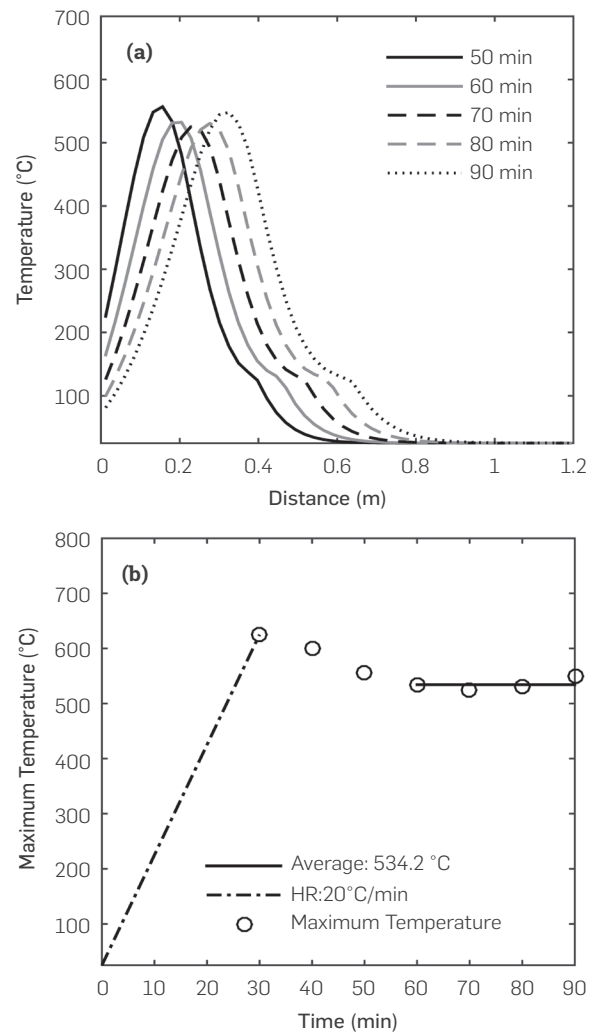 700
600
500
400
300
200
100
Temperature (°C)
(a)
50 min
60 min
70 min
80 min
90 min
0 0.2 0.4 0.6 0.8 1 1.2
Distance (m)
800
700
600
500
400
300
200
100
Maximum Temperature (°C)
(b)
Average: 534.2 °C
HR:20°C/min
Maximum Temperature
0 10 20 30 40 50 60 70 80 90
Time (min)